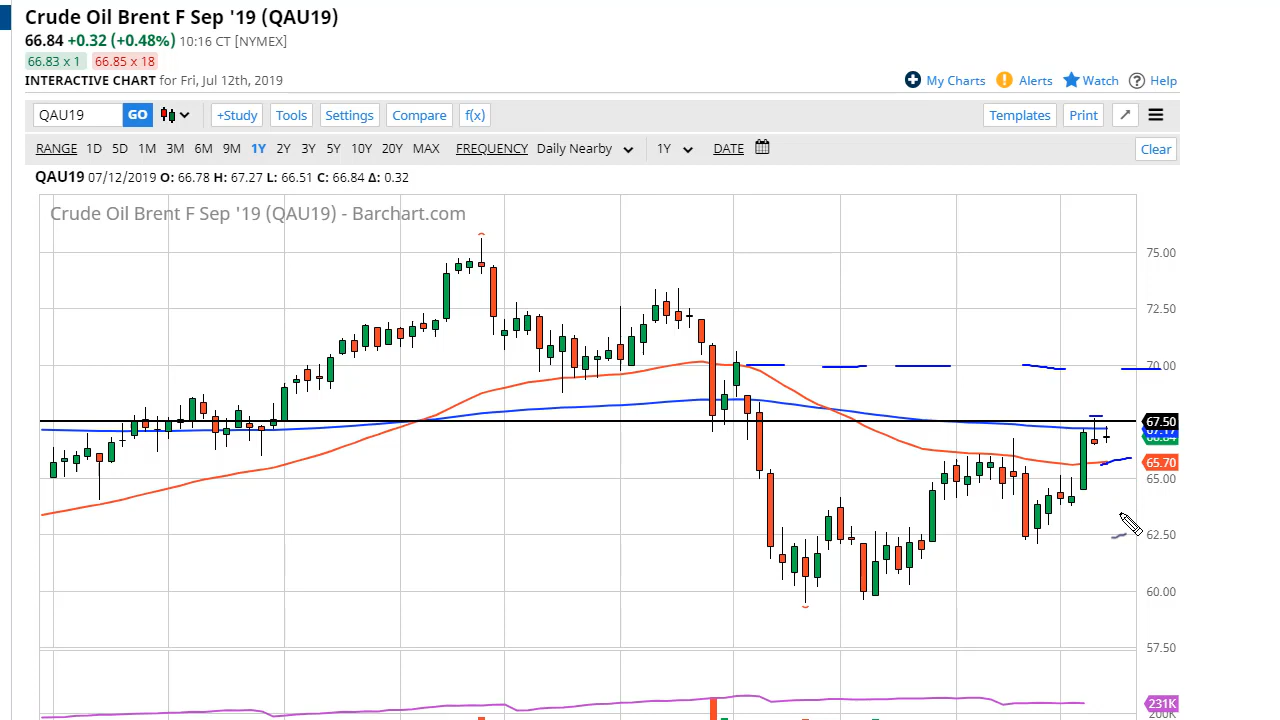 Crude Oil Brent F Sep '19 (QAU19)
66.84 +0.32 (+0.48%) 10:16 CT [NYMEX]
66.83 x 1 66.85 x 18
INTERACTIVE CHART for Fri, Jul 12th, 2019
My Charts Alerts Watch Help
QAU19 GO +Study Tools Settings Compare f(x) Templates Print
RANGE 1D 5D 1M 3M 6M 9M 1Y 2Y 3Y 5Y 10Y 20Y MAX FREQUENCY Daily Nearby 1Y DATE Clear
QAU19 07/12/2019 O: 66.78 H: 67.27 L: 66.51 C: 66.84 Δ: 0.32
Crude Oil Brent F Sep '19 (QAU19) - Barchart.com
75.00
72.50
70.00
67.50
65.70
65.00
62.50
60.00
57.50
231K
200K